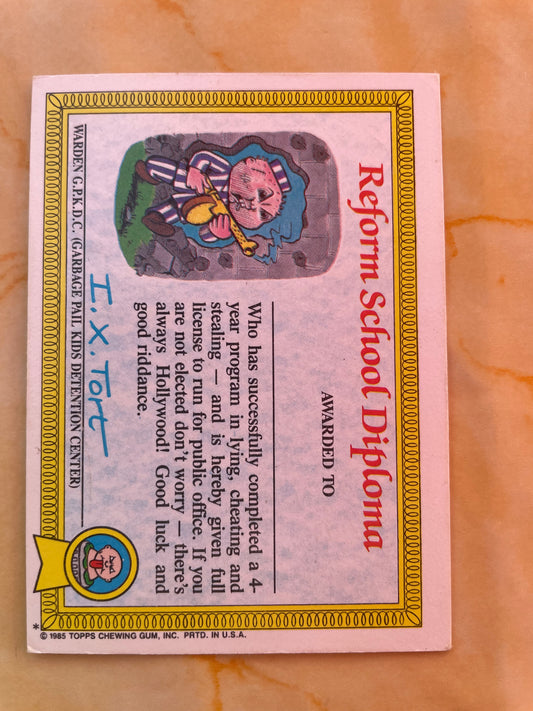 Reform School Diploma
AWARDED TO
Who has successfully completed a 4-
year program in lying, cheating and
stealing — and is hereby given full
license to run for public office. If you
are not elected don't worry — there's
always Hollywood! Good luck and
good riddance.
I. X. Tort
WARDEN G.P.K.D.C. (GARBAGE PAIL KIDS DETENTION CENTER)
* © 1985 TOPPS CHEWING GUM, INC. PRTD. IN U.S.A.